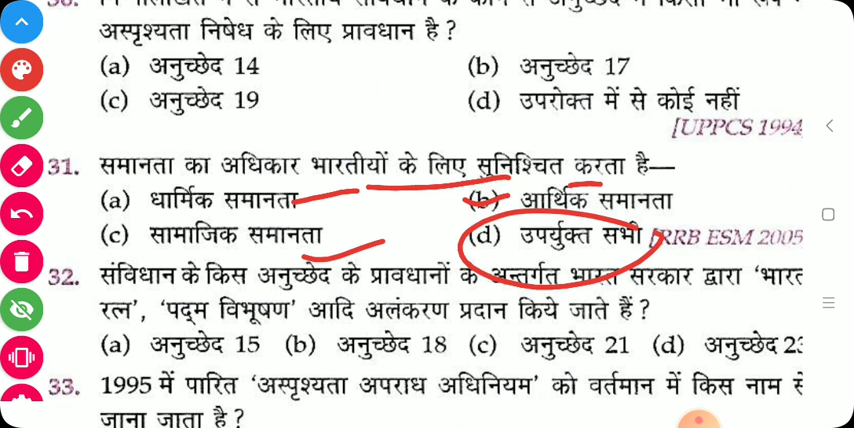 अस्पृश्यता निषेध के लिए प्रावधान है ?
(a) अनुच्छेद 14 (b) अनुच्छेद 17
(c) अनुच्छेद 19 (d) उपरोक्त में से कोई नहीं
[UPPCS 1994
31. समानता का अधिकार भारतीयों के लिए सुनिश्चित करता है—
(a) धार्मिक समानता (b) आर्थिक समानता
(c) सामाजिक समानता (d) उपर्युक्त सभी [RRB ESM 2005
32. संविधान के किस अनुच्छेद के प्रावधानों के अन्तर्गत भारत सरकार द्वारा ‘भारत
रत्न’, ‘पद्म विभूषण’ आदि अलंकरण प्रदान किये जाते हैं ?
(a) अनुच्छेद 15 (b) अनुच्छेद 18 (c) अनुच्छेद 21 (d) अनुच्छेद 23
33. 1995 में पारित ‘अस्पृश्यता अपराध अधिनियम’ को वर्तमान में किस नाम से
जाना जाता है ?